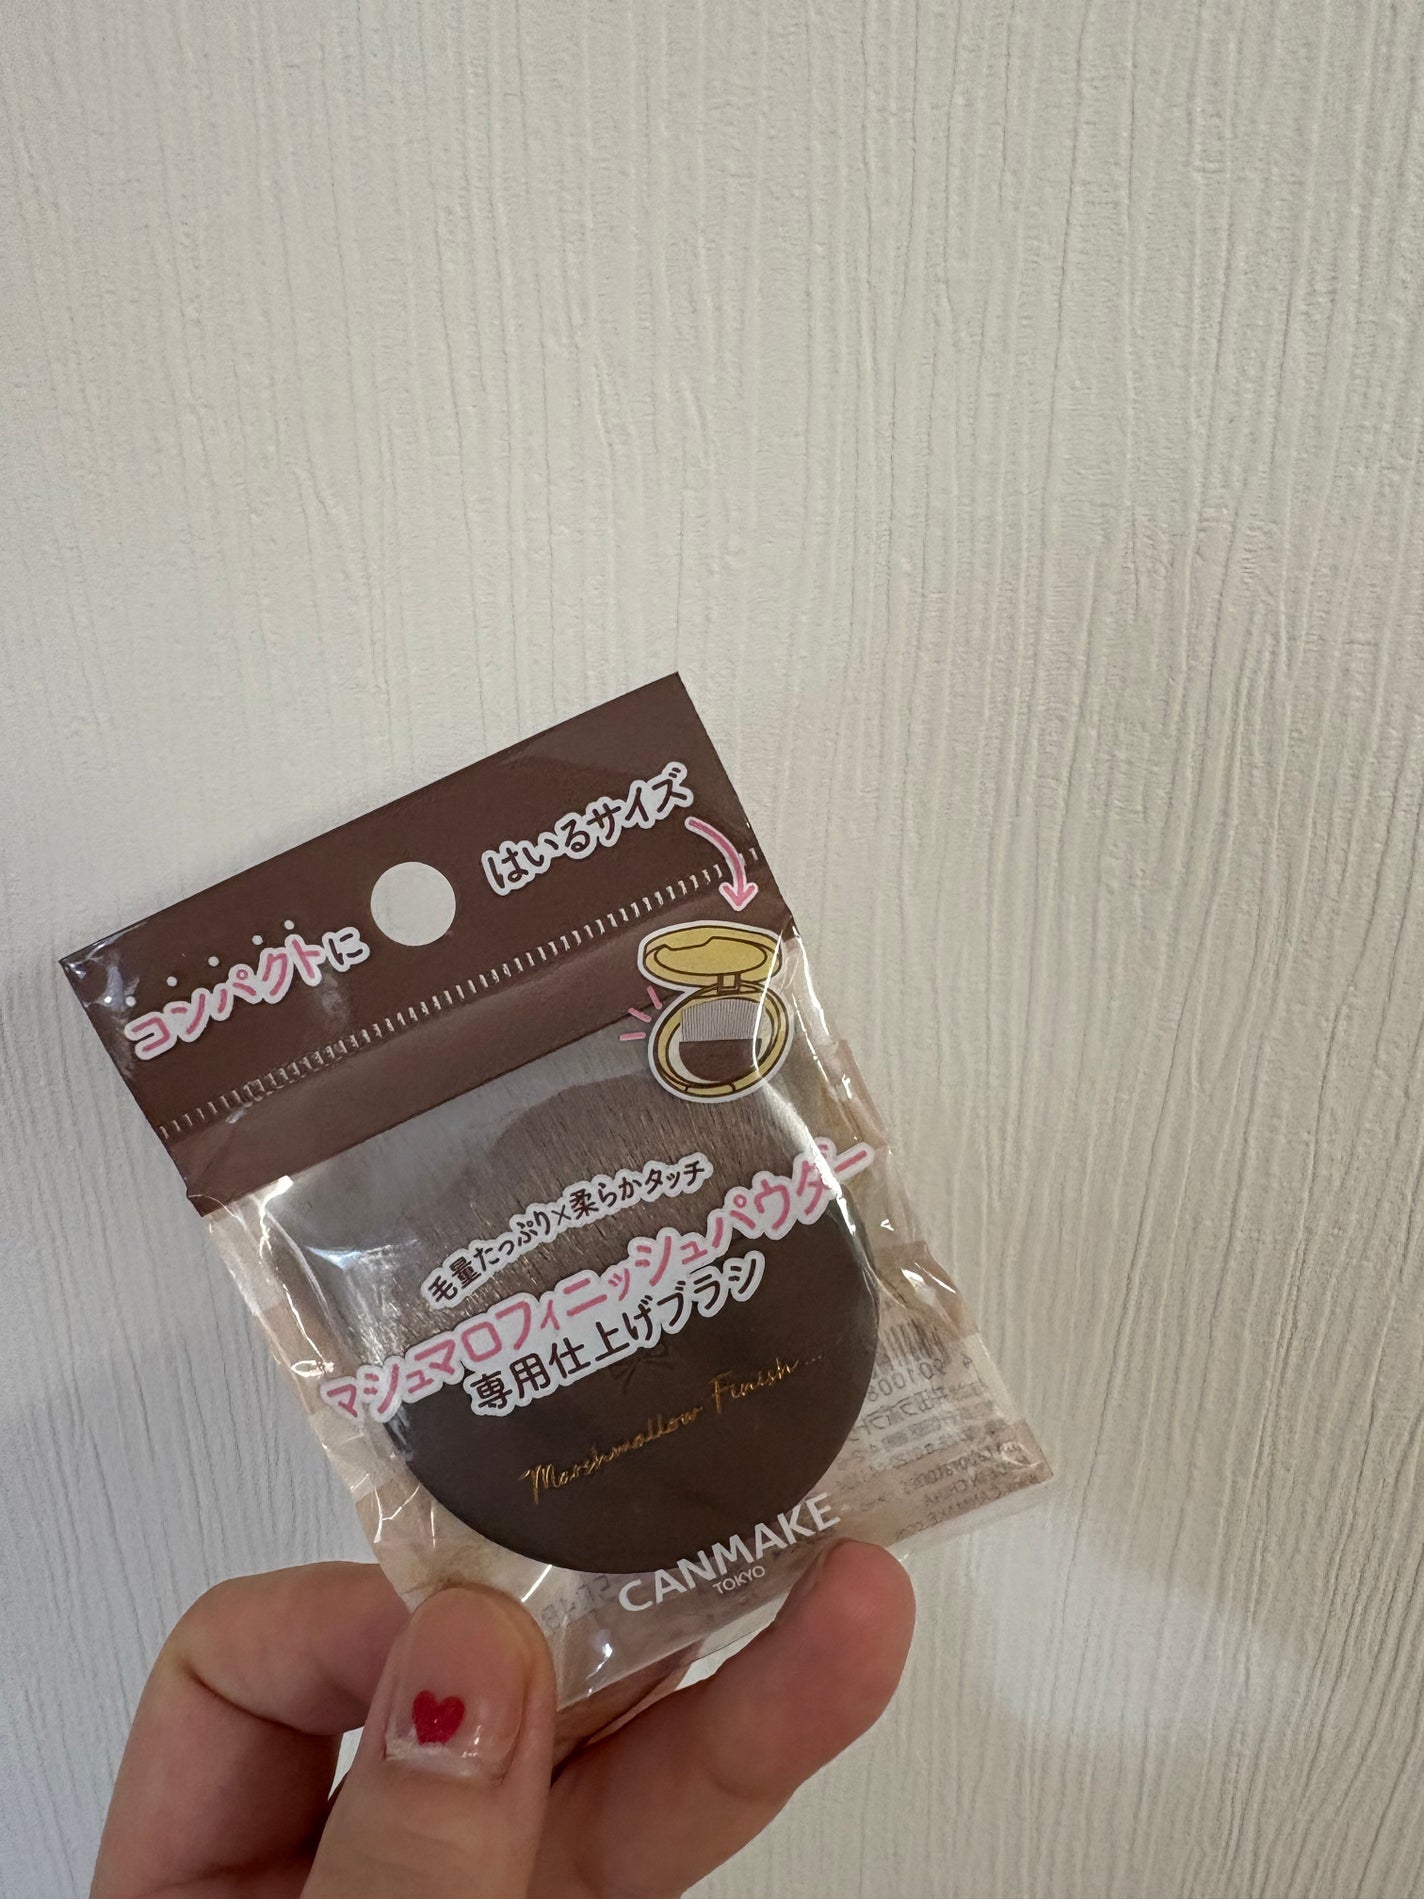 コンパクトに
はいるサイズ
毛量たっぷり×柔らかタッチ
マシュマロフィニッシュパウダー
専用仕上げブラシ
Marshmallow Finish
CANMAKE
TOKYO